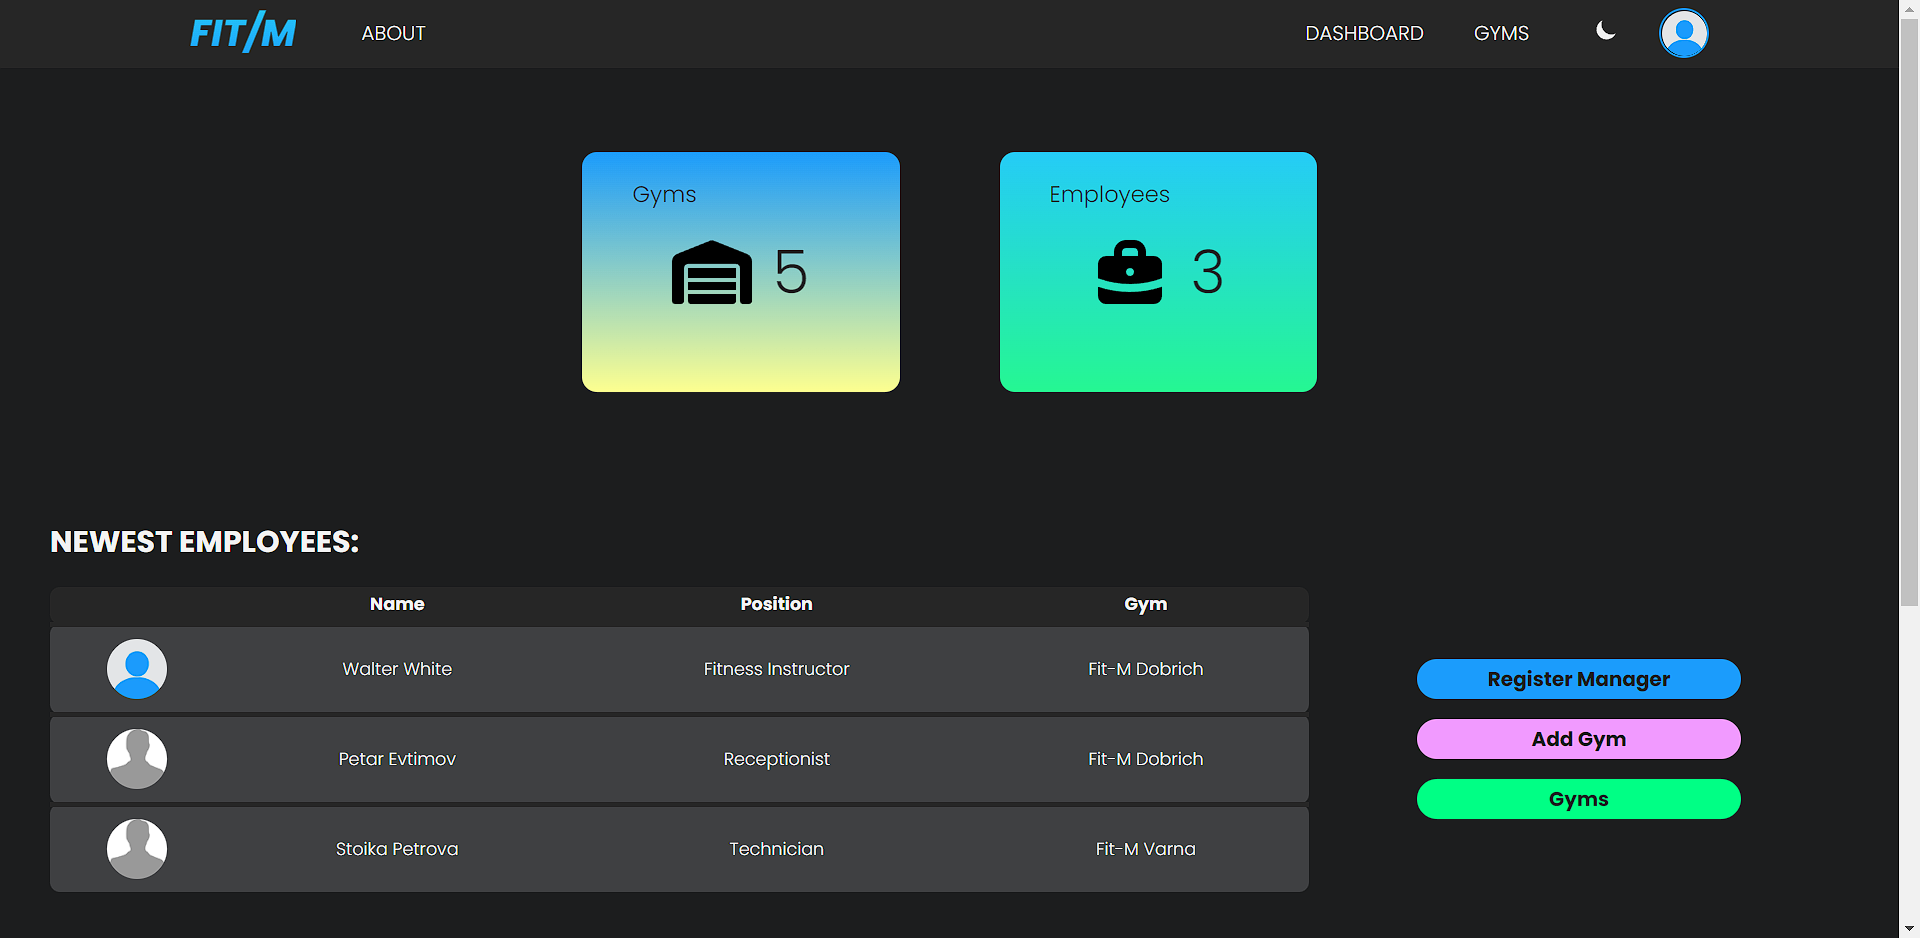 FIT/M ABOUT DASHBOARD GYMS
Gyms Employees
5 3
NEWEST EMPLOYEES:
Name Position Gym
Walter White Fitness Instructor Fit-M Dobrich
Register Manager
Add Gym
Petar Evtimov Receptionist Fit-M Dobrich
Gyms
Stoika Petrova Technician Fit-M Varna